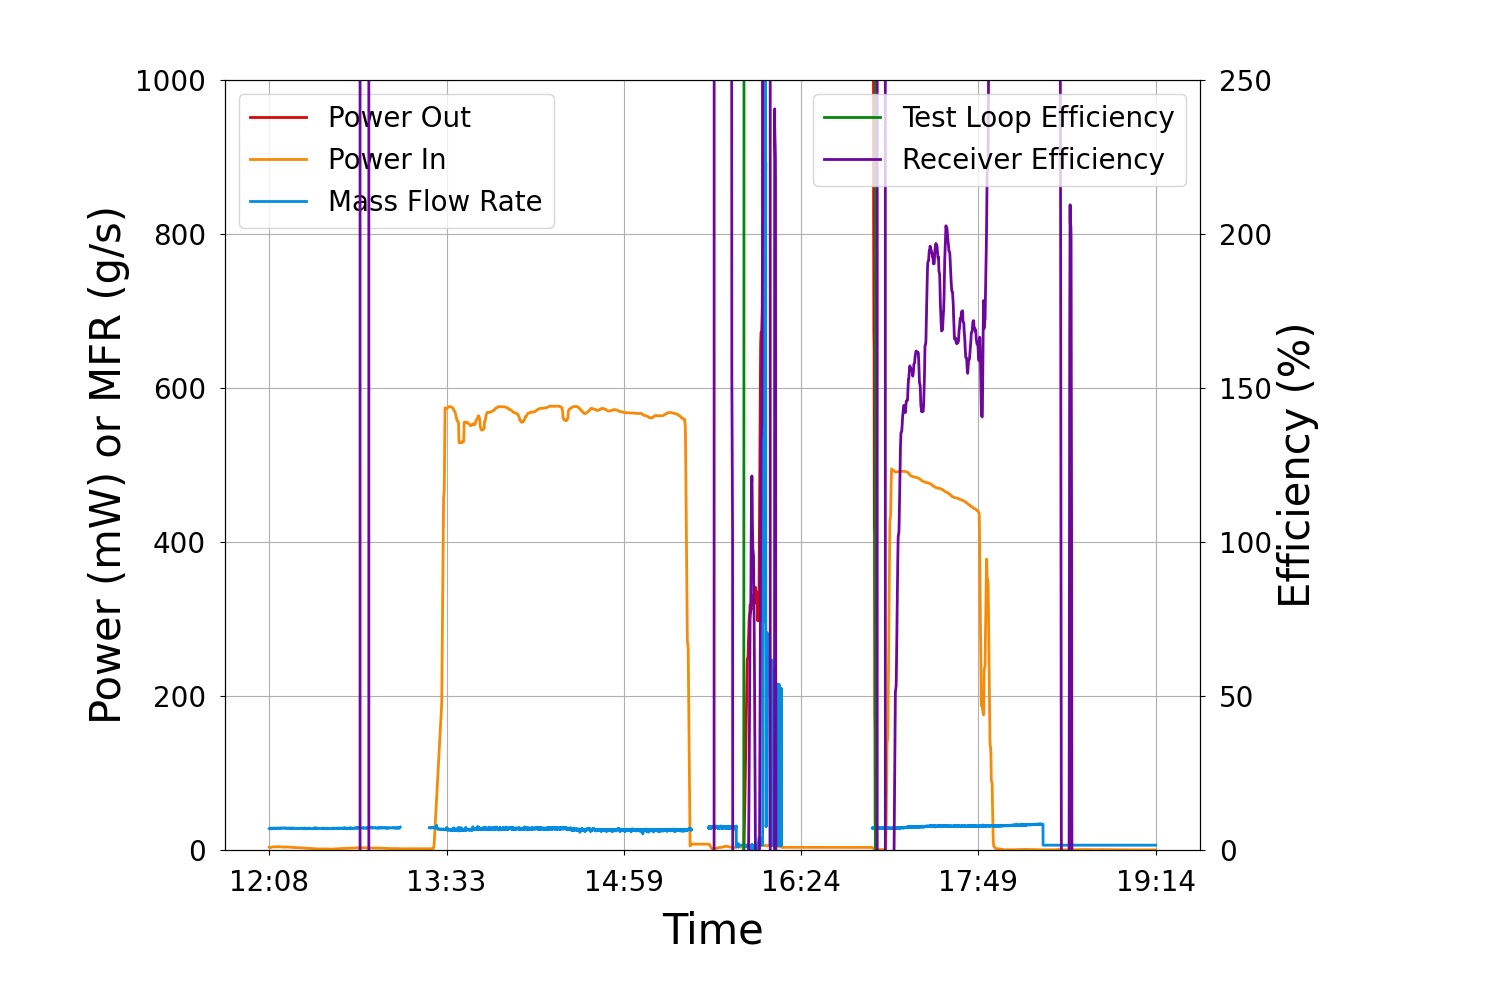 1000
800
600
400
200
0
Power (mW) or MFR (g/s)
Power Out
Power In
Mass Flow Rate
Test Loop Efficiency
Receiver Efficiency
250
200
150
100
50
0
Efficiency (%)
12:08 13:33 14:59 16:24 17:49 19:14
Time